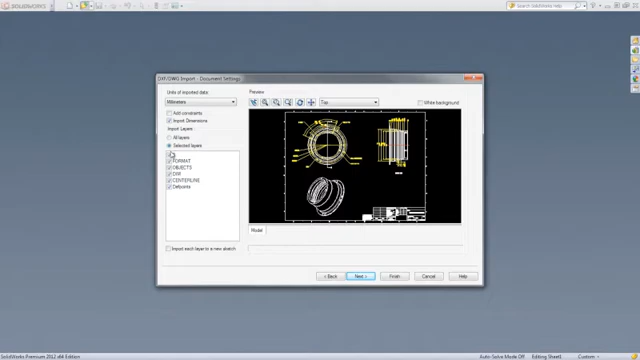 SOLIDWORKS
Search SolidWorks Help
DXF/DWG Import - Document Settings
Units of imported data:
Millimeters
Add constraints
Import Dimensions
Import Layers:
All layers
Selected layers
0
FORMAT
OBJECTS
DIM
CENTERLINE
Defpoints
Import each layer to a new sketch
Preview
Top
White background
Model
< Back
Next >
Finish
Cancel
Help
SolidWorks Premium 2012 x64 Edition
Auto-Solve Mode Off
Editing Sheet1